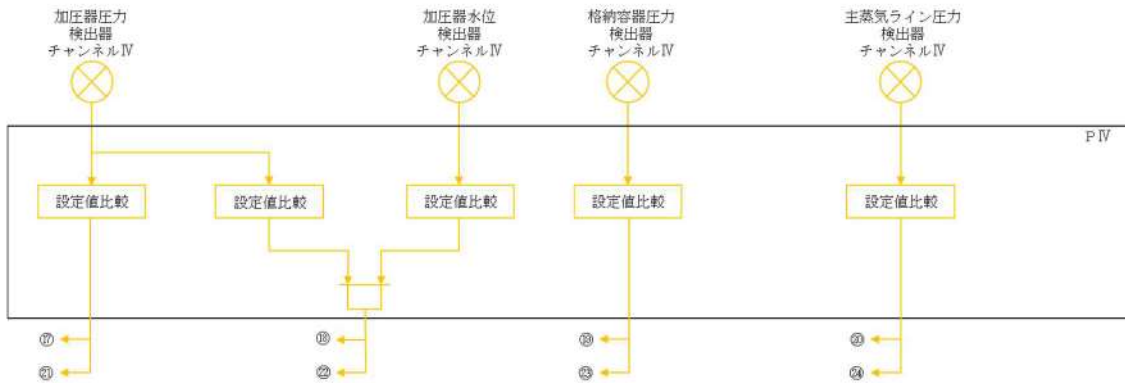 加圧器圧力
検出器
チャンネルⅣ
加圧器水位
検出器
チャンネルⅣ
格納容器圧力
検出器
チャンネルⅣ
主蒸気ライン圧力
検出器
チャンネルⅣ
PⅣ
設定値比較
設定値比較
設定値比較
設定値比較
設定値比較
⑰
⑱
⑲
⑳
㉑
㉒
㉓
㉔